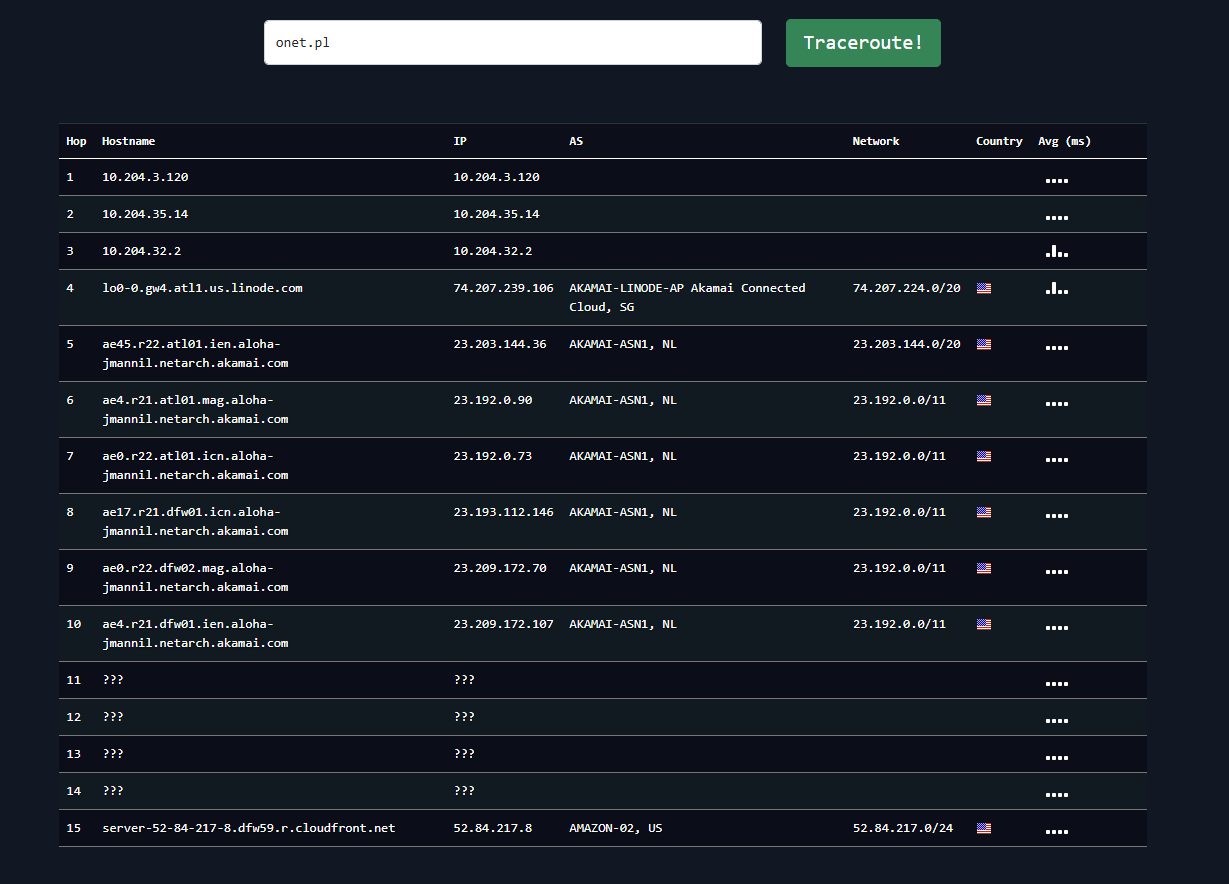 onet.pl Traceroute!
Hop Hostname IP AS Network Country Avg (ms)
1 10.204.3.120 10.204.3.120
2 10.204.35.14 10.204.35.14
3 10.204.32.2 10.204.32.2
4 lo0-0.gw4.atl1.us.linode.com 74.207.239.106 AKAMAI-LINODE-AP Akamai Connected 74.207.224.0/20
Cloud, SG
5 ae45.r22.atl01.ien.aloha- 23.203.144.36 AKAMAI-ASN1, NL 23.203.144.0/20
jmannil.netarch.akamai.com
6 ae4.r21.atl01.mag.aloha- 23.192.0.90 AKAMAI-ASN1, NL 23.192.0.0/11
jmannil.netarch.akamai.com
7 ae0.r22.atl01.icn.aloha- 23.192.0.73 AKAMAI-ASN1, NL 23.192.0.0/11
jmannil.netarch.akamai.com
8 ae17.r21.dfw01.icn.aloha- 23.193.112.146 AKAMAI-ASN1, NL 23.192.0.0/11
jmannil.netarch.akamai.com
9 ae0.r22.dfw02.mag.aloha- 23.209.172.70 AKAMAI-ASN1, NL 23.192.0.0/11
jmannil.netarch.akamai.com
10 ae4.r21.dfw01.ien.aloha- 23.209.172.107 AKAMAI-ASN1, NL 23.192.0.0/11
jmannil.netarch.akamai.com
11 ??? ???
12 ??? ???
13 ??? ???
14 ??? ???
15 server-52-84-217-8.dfw59.r.cloudfront.net 52.84.217.8 AMAZON-02, US 52.84.217.0/24